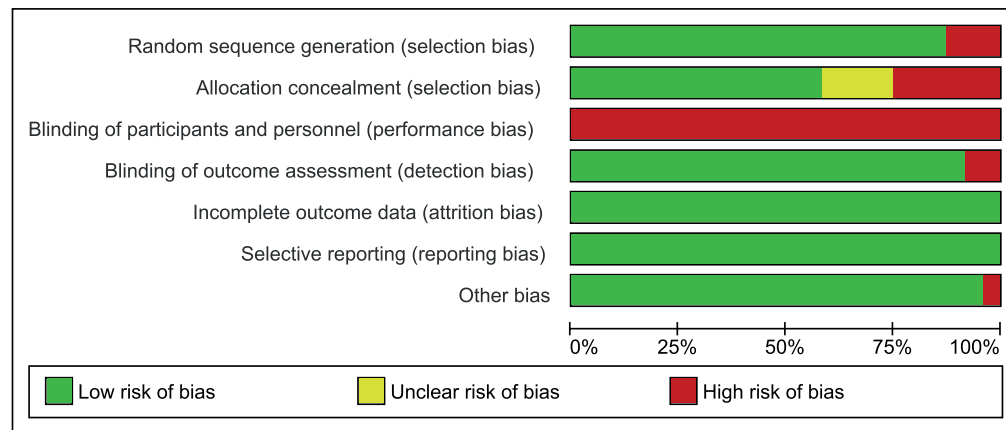 Random sequence generation (selection bias)
Allocation concealment (selection bias)
Blinding of participants and personnel (performance bias)
Blinding of outcome assessment (detection bias)
Incomplete outcome data (attrition bias)
Selective reporting (reporting bias)
Other bias
0% 25% 50% 75% 100%
Low risk of bias Unclear risk of bias High risk of bias